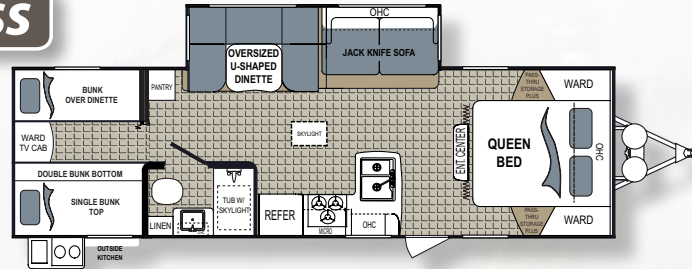 SS
OHC
OVERSIZED
U-SHAPED
DINETTE
JACK KNIFE SOFA
BUNK
OVER DINETTE
PANTRY
PASS-
THRU
STORAGE
PLUS
WARD
WARD
TV CAB
SKYLIGHT
ENT. CENTER
QUEEN
BED
OHC
DOUBLE BUNK BOTTOM
SINGLE BUNK
TOP
TUB W/
SKYLIGHT
LINEN
REFER
MICRO
OHC
PASS-
THRU
STORAGE
PLUS
WARD
OUTSIDE
KITCHEN